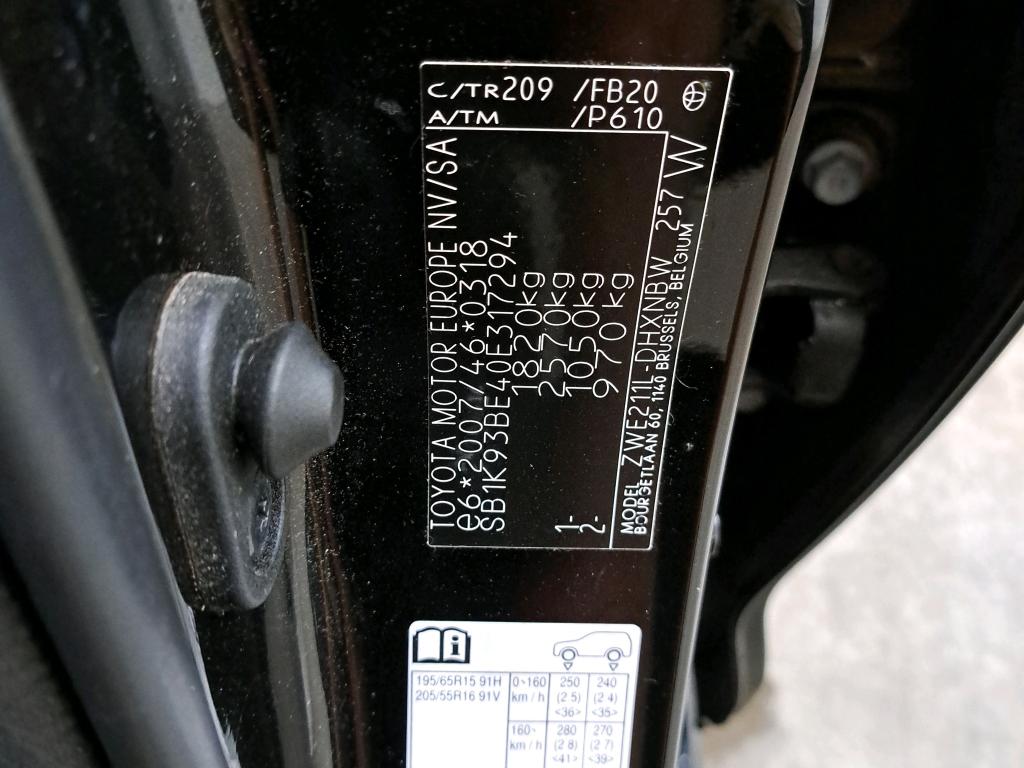 C/TR209 /FB20
A/TM /P610
TOYOTA MOTOR EUROPE NV/SA
e6*2007/46*0318
SB1K93BE40E317294
1820kg
2570kg
1- 1050kg
2- 970kg
MODEL ZWE211L-DHXNBW 257W
BOURGETLAAN 60, 1140 BRUSSELS, BELGIUM
i
195/65R15 91H 0~160 250 240
205/55R16 91V km/h (2.5) (2.4)
<36> <35>
160~ 280 270
km/h (2.8) (2.7)
<41> <39>